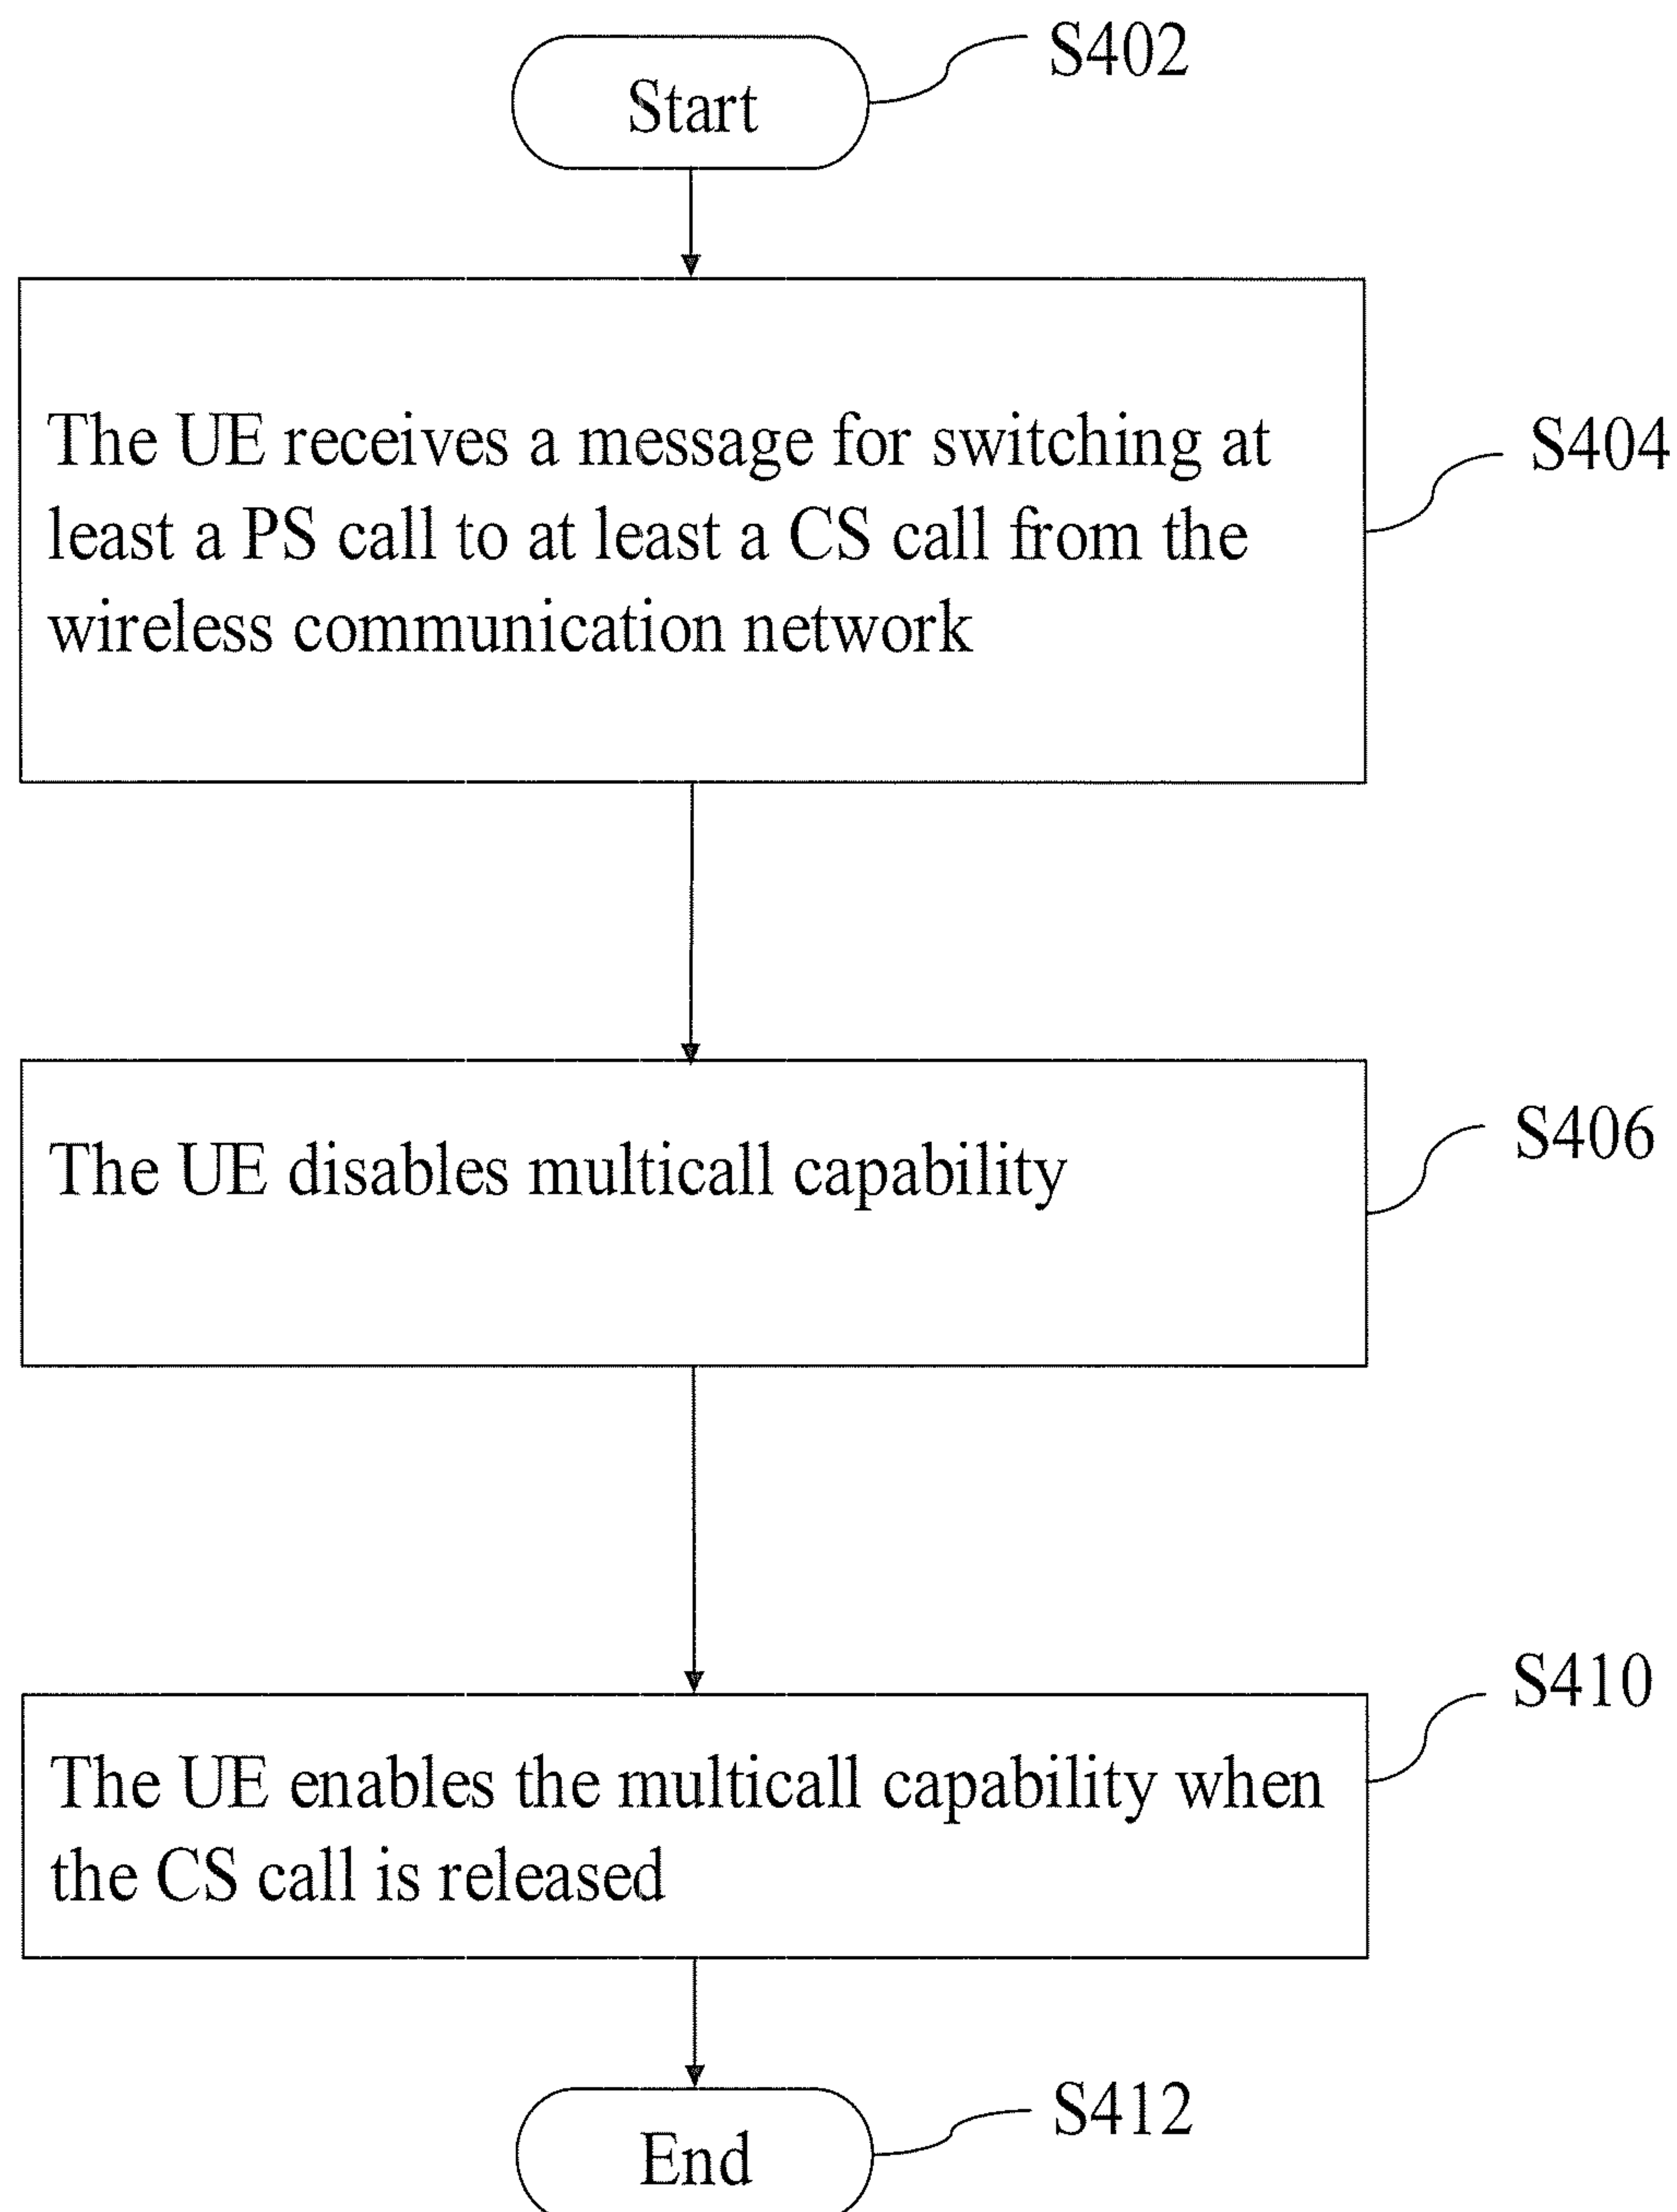 S402
Start
The UE receives a message for switching at
least a PS call to at least a CS call from the
wireless communication network
S404
The UE disables multicall capability
S406
S410
The UE enables the multicall capability when
the CS call is released
S412
End